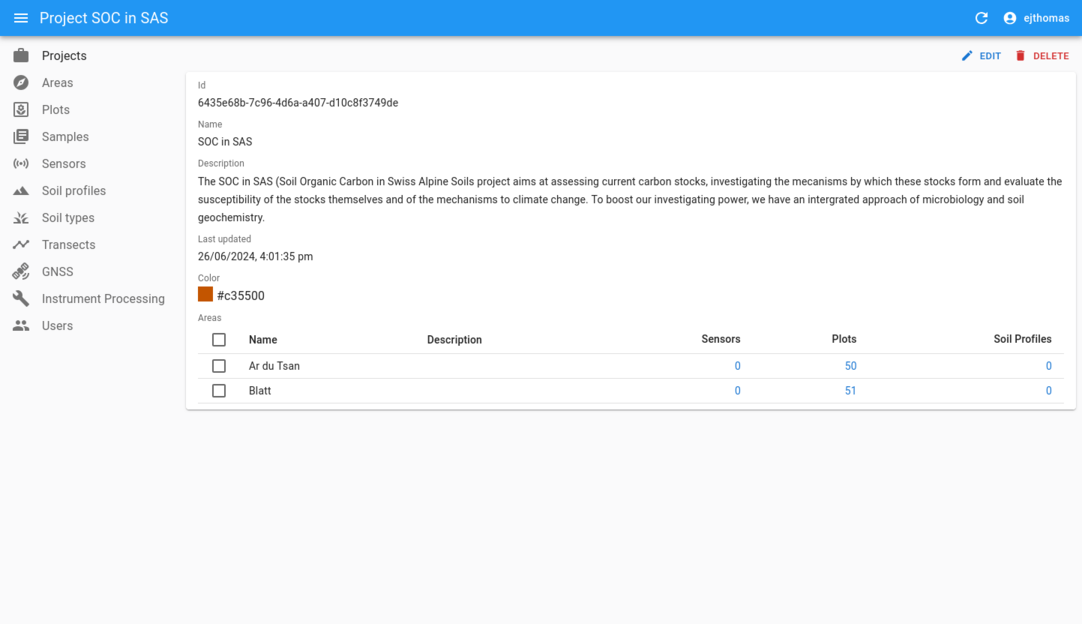 Project SOC in SAS
ejthomas
Projects
Areas
Plots
Samples
Sensors
Soil profiles
Soil types
Transects
GNSS
Instrument Processing
Users
EDIT DELETE
Id
6435e68b-7c96-4d6a-a407-d10c8f3749de
Name
SOC in SAS
Description
The SOC in SAS (Soil Organic Carbon in Swiss Alpine Soils project aims at assessing current carbon stocks, investigating the mechanisms by which these stocks form and evaluate the
susceptibility of the stocks themselves and of the mechanisms to climate change. To boost our investigating power, we have an intergrated approach of microbiology and soil
geochemistry.
Last updated
26/06/2024, 4:01:35 pm
Color
#c35500
Areas
Name Description Sensors Plots Soil Profiles
Ar du Tsan 0 50 0
Blatt 0 51 0